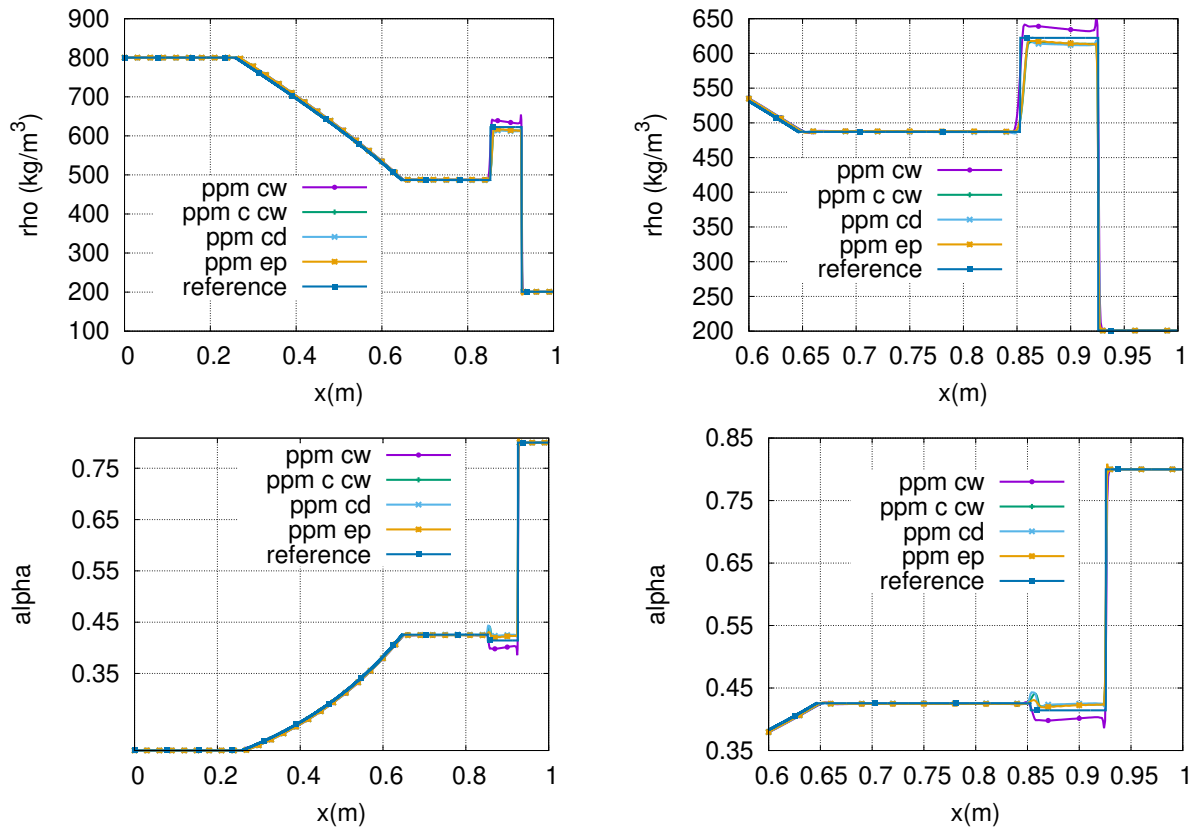 900
800
700
600
500
400
300
200
100
0 0.2 0.4 0.6 0.8 1
rho (kg/m³)
x(m)
ppm cw
ppm c cw
ppm cd
ppm ep
reference
650
600
550
500
450
400
350
300
250
200
0.6 0.65 0.7 0.75 0.8 0.85 0.9 0.95 1
rho (kg/m³)
x(m)
ppm cw
ppm c cw
ppm cd
ppm ep
reference
0.75
0.65
0.55
0.45
0.35
0 0.2 0.4 0.6 0.8 1
alpha
x(m)
ppm cw
ppm c cw
ppm cd
ppm ep
reference
0.85
0.75
0.65
0.55
0.45
0.35
0.6 0.65 0.7 0.75 0.8 0.85 0.9 0.95 1
alpha
x(m)
ppm cw
ppm c cw
ppm cd
ppm ep
reference